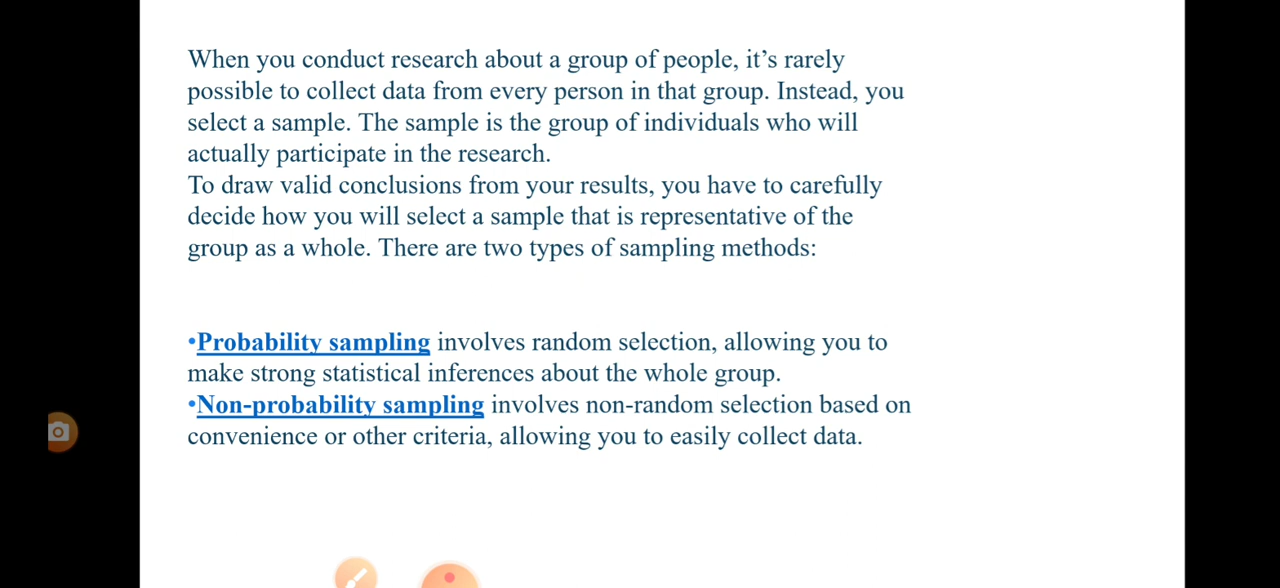 When you conduct research about a group of people, it’s rarely
possible to collect data from every person in that group. Instead, you
select a sample. The sample is the group of individuals who will
actually participate in the research.
To draw valid conclusions from your results, you have to carefully
decide how you will select a sample that is representative of the
group as a whole. There are two types of sampling methods:
•Probability sampling involves random selection, allowing you to
make strong statistical inferences about the whole group.
•Non-probability sampling involves non-random selection based on
convenience or other criteria, allowing you to easily collect data.